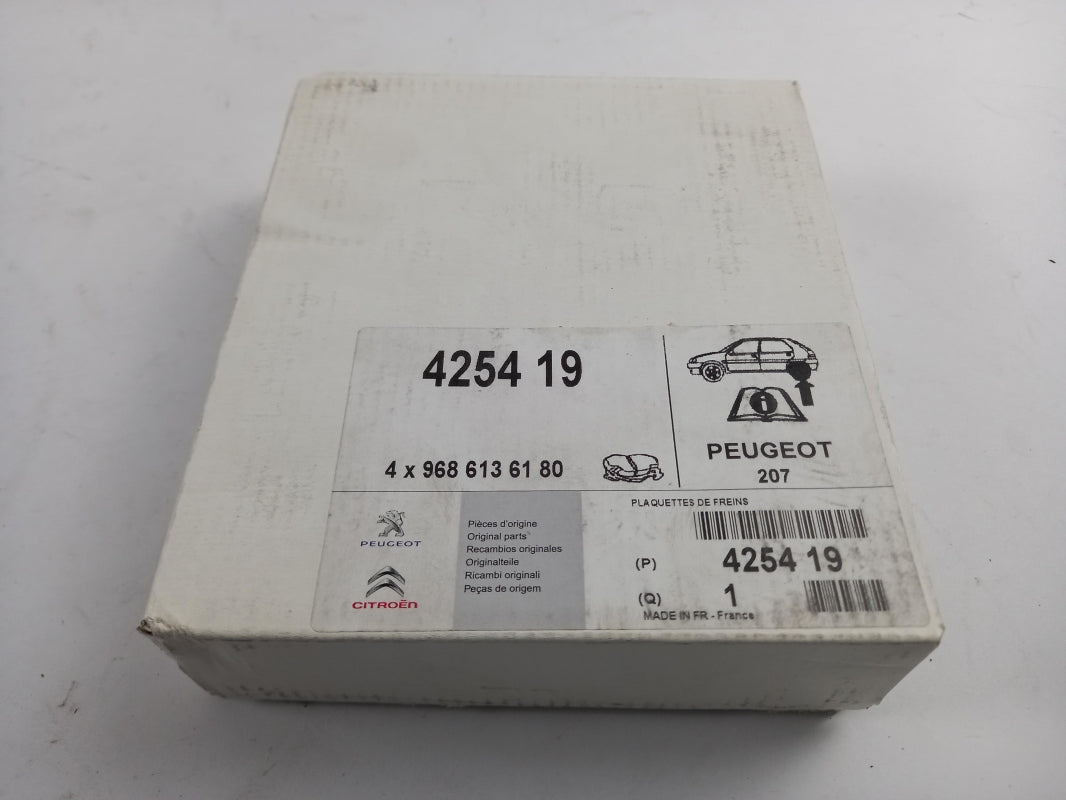 4254 19
4 x 968 613 61 80
i
PEUGEOT
207
PLAQUETTES DE FREINS
PEUGEOT
CITROËN
Pièces d'origine
Original parts
Recambios originales
Originalteile
Ricambi originali
Peças de origem
(P) 4254 19
(Q) 1
MADE IN FR - France